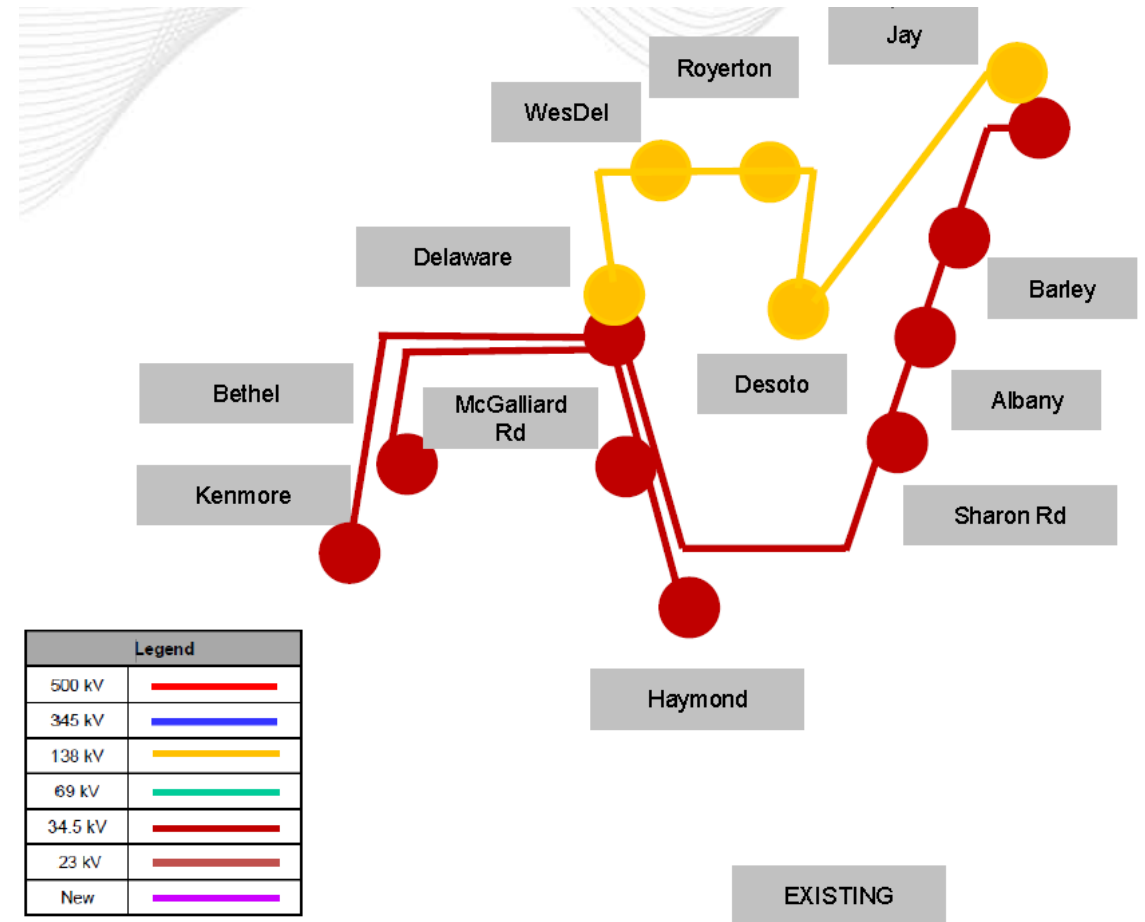 Jay
Royerton
WesDel
Delaware
Barley
Bethel
Desoto
McGalliard
Rd
Albany
Kenmore
Sharon Rd
Haymond
Legend
500 kV
345 kV
138 kV
69 kV
34.5 kV
23 kV
New
EXISTING